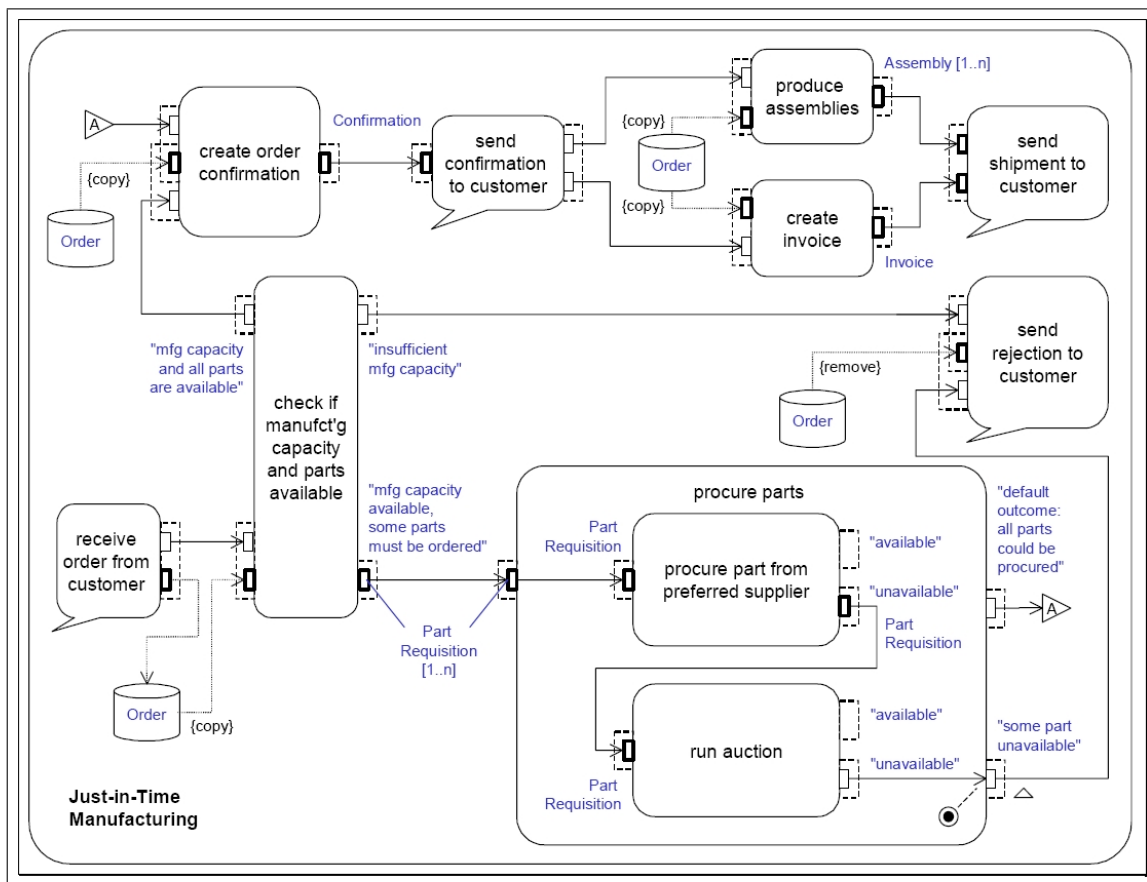 Assembly [1..n]
produce
assemblies
A
Confirmation
{copy}
send
confirmation
to customer
create order
confirmation
send
shipment to
customer
Order
{copy}
{copy}
create
invoice
Order
Invoice
"mfg capacity
and all parts
are available"
"insufficient
mfg capacity"
send
rejection to
customer
{remove}
Order
check if
manufct'g
capacity
and parts
available
procure parts
"mfg capacity
available,
some parts
must be ordered"
"default
outcome:
all parts
could be
procured"
receive
order from
customer
Part
Requisition
procure part from
preferred supplier
"available"
"unavailable"
Part
Requisition
A
Part
Requisition
[1..n]
Order
{copy}
"available"
run auction
"some part
unavailable"
"unavailable"
Part
Requisition
Just-in-Time
Manufacturing